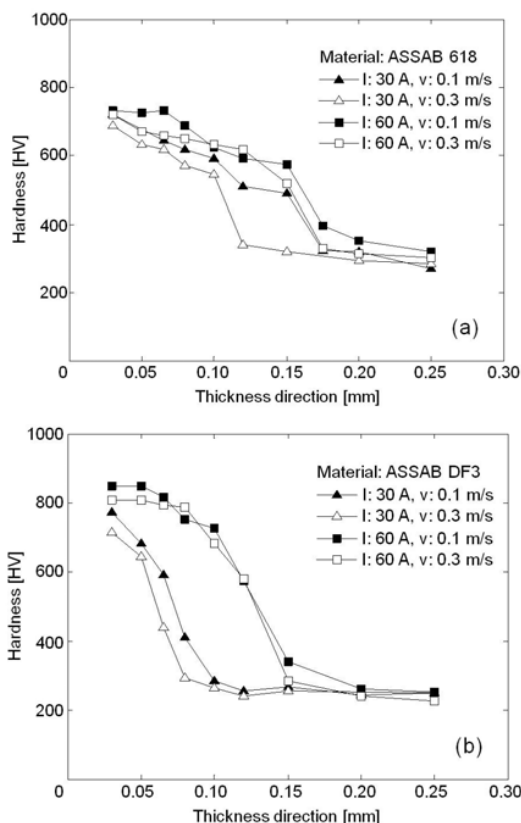 1000
800
600
400
200
0
Hardness [HV]
Material: ASSAB 618
I: 30 A, v: 0.1 m/s
I: 30 A, v: 0.3 m/s
I: 60 A, v: 0.1 m/s
I: 60 A, v: 0.3 m/s
(a)
0.05 0.10 0.15 0.20 0.25 0.30
Thickness direction [mm]
1000
800
600
400
200
0
Hardness [HV]
Material: ASSAB DF3
I: 30 A, v: 0.1 m/s
I: 30 A, v: 0.3 m/s
I: 60 A, v: 0.1 m/s
I: 60 A, v: 0.3 m/s
(b)
0.05 0.10 0.15 0.20 0.25 0.30
Thickness direction [mm]